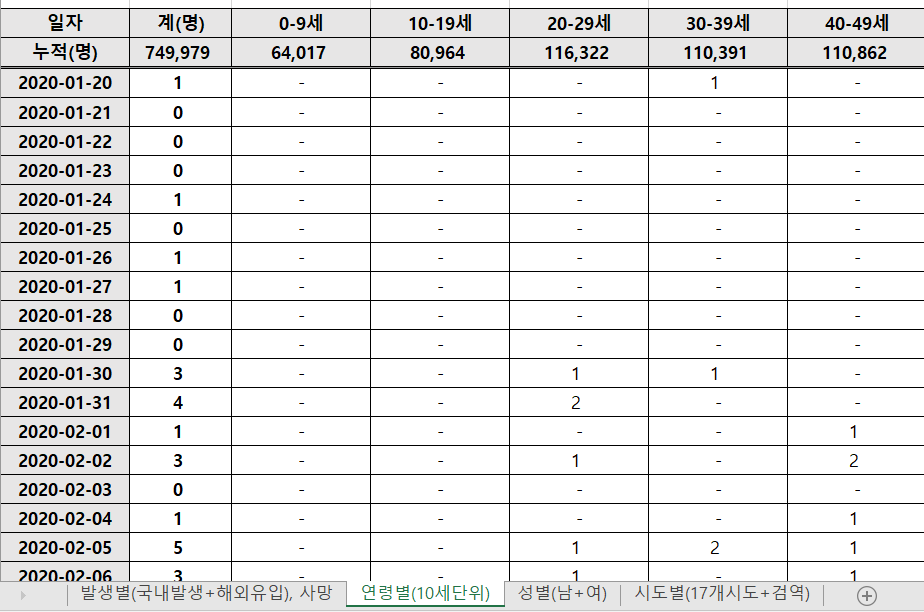 일자 계(명) 0-9세 10-19세 20-29세 30-39세 40-49세
누적(명) 749,979 64,017 80,964 116,322 110,391 110,862
2020-01-20 1 - - - 1 -
2020-01-21 0 - - - - -
2020-01-22 0 - - - - -
2020-01-23 0 - - - - -
2020-01-24 1 - - - - -
2020-01-25 0 - - - - -
2020-01-26 1 - - - - -
2020-01-27 1 - - - - -
2020-01-28 0 - - - - -
2020-01-29 0 - - - - -
2020-01-30 3 - - 1 1 -
2020-01-31 4 - - 2 - -
2020-02-01 1 - - - - 1
2020-02-02 3 - - 1 - 2
2020-02-03 0 - - - - -
2020-02-04 1 - - - - 1
2020-02-05 5 - - 1 2 1
2020-02-06 3 - - 1 - 1
발생별(국내발생+해외유입), 사망 연령별(10세단위) 성별(남+여) 시도별(17개시도+검역)